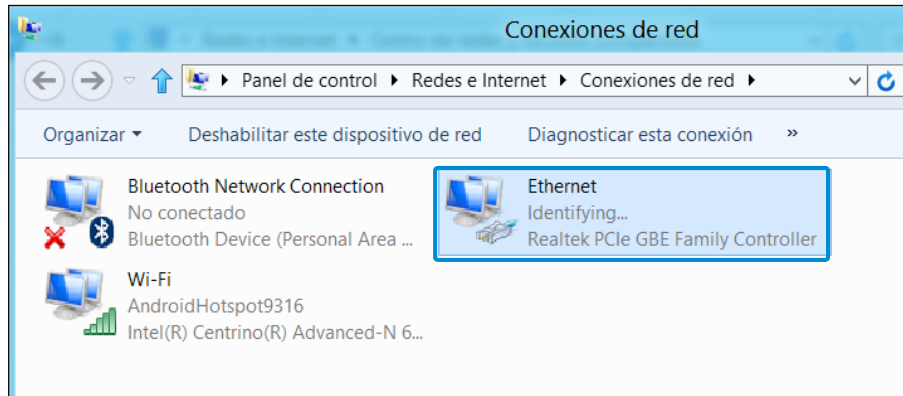 Conexiones de red
Panel de control Redes e Internet Conexiones de red
Organizar Deshabilitar este dispositivo de red Diagnosticar esta conexión »
Bluetooth Network Connection
No conectado
Bluetooth Device (Personal Area ...
Ethernet
Identifying...
Realtek PCIe GBE Family Controller
Wi-Fi
AndroidHotspot9316
Intel(R) Centrino(R) Advanced-N 6...